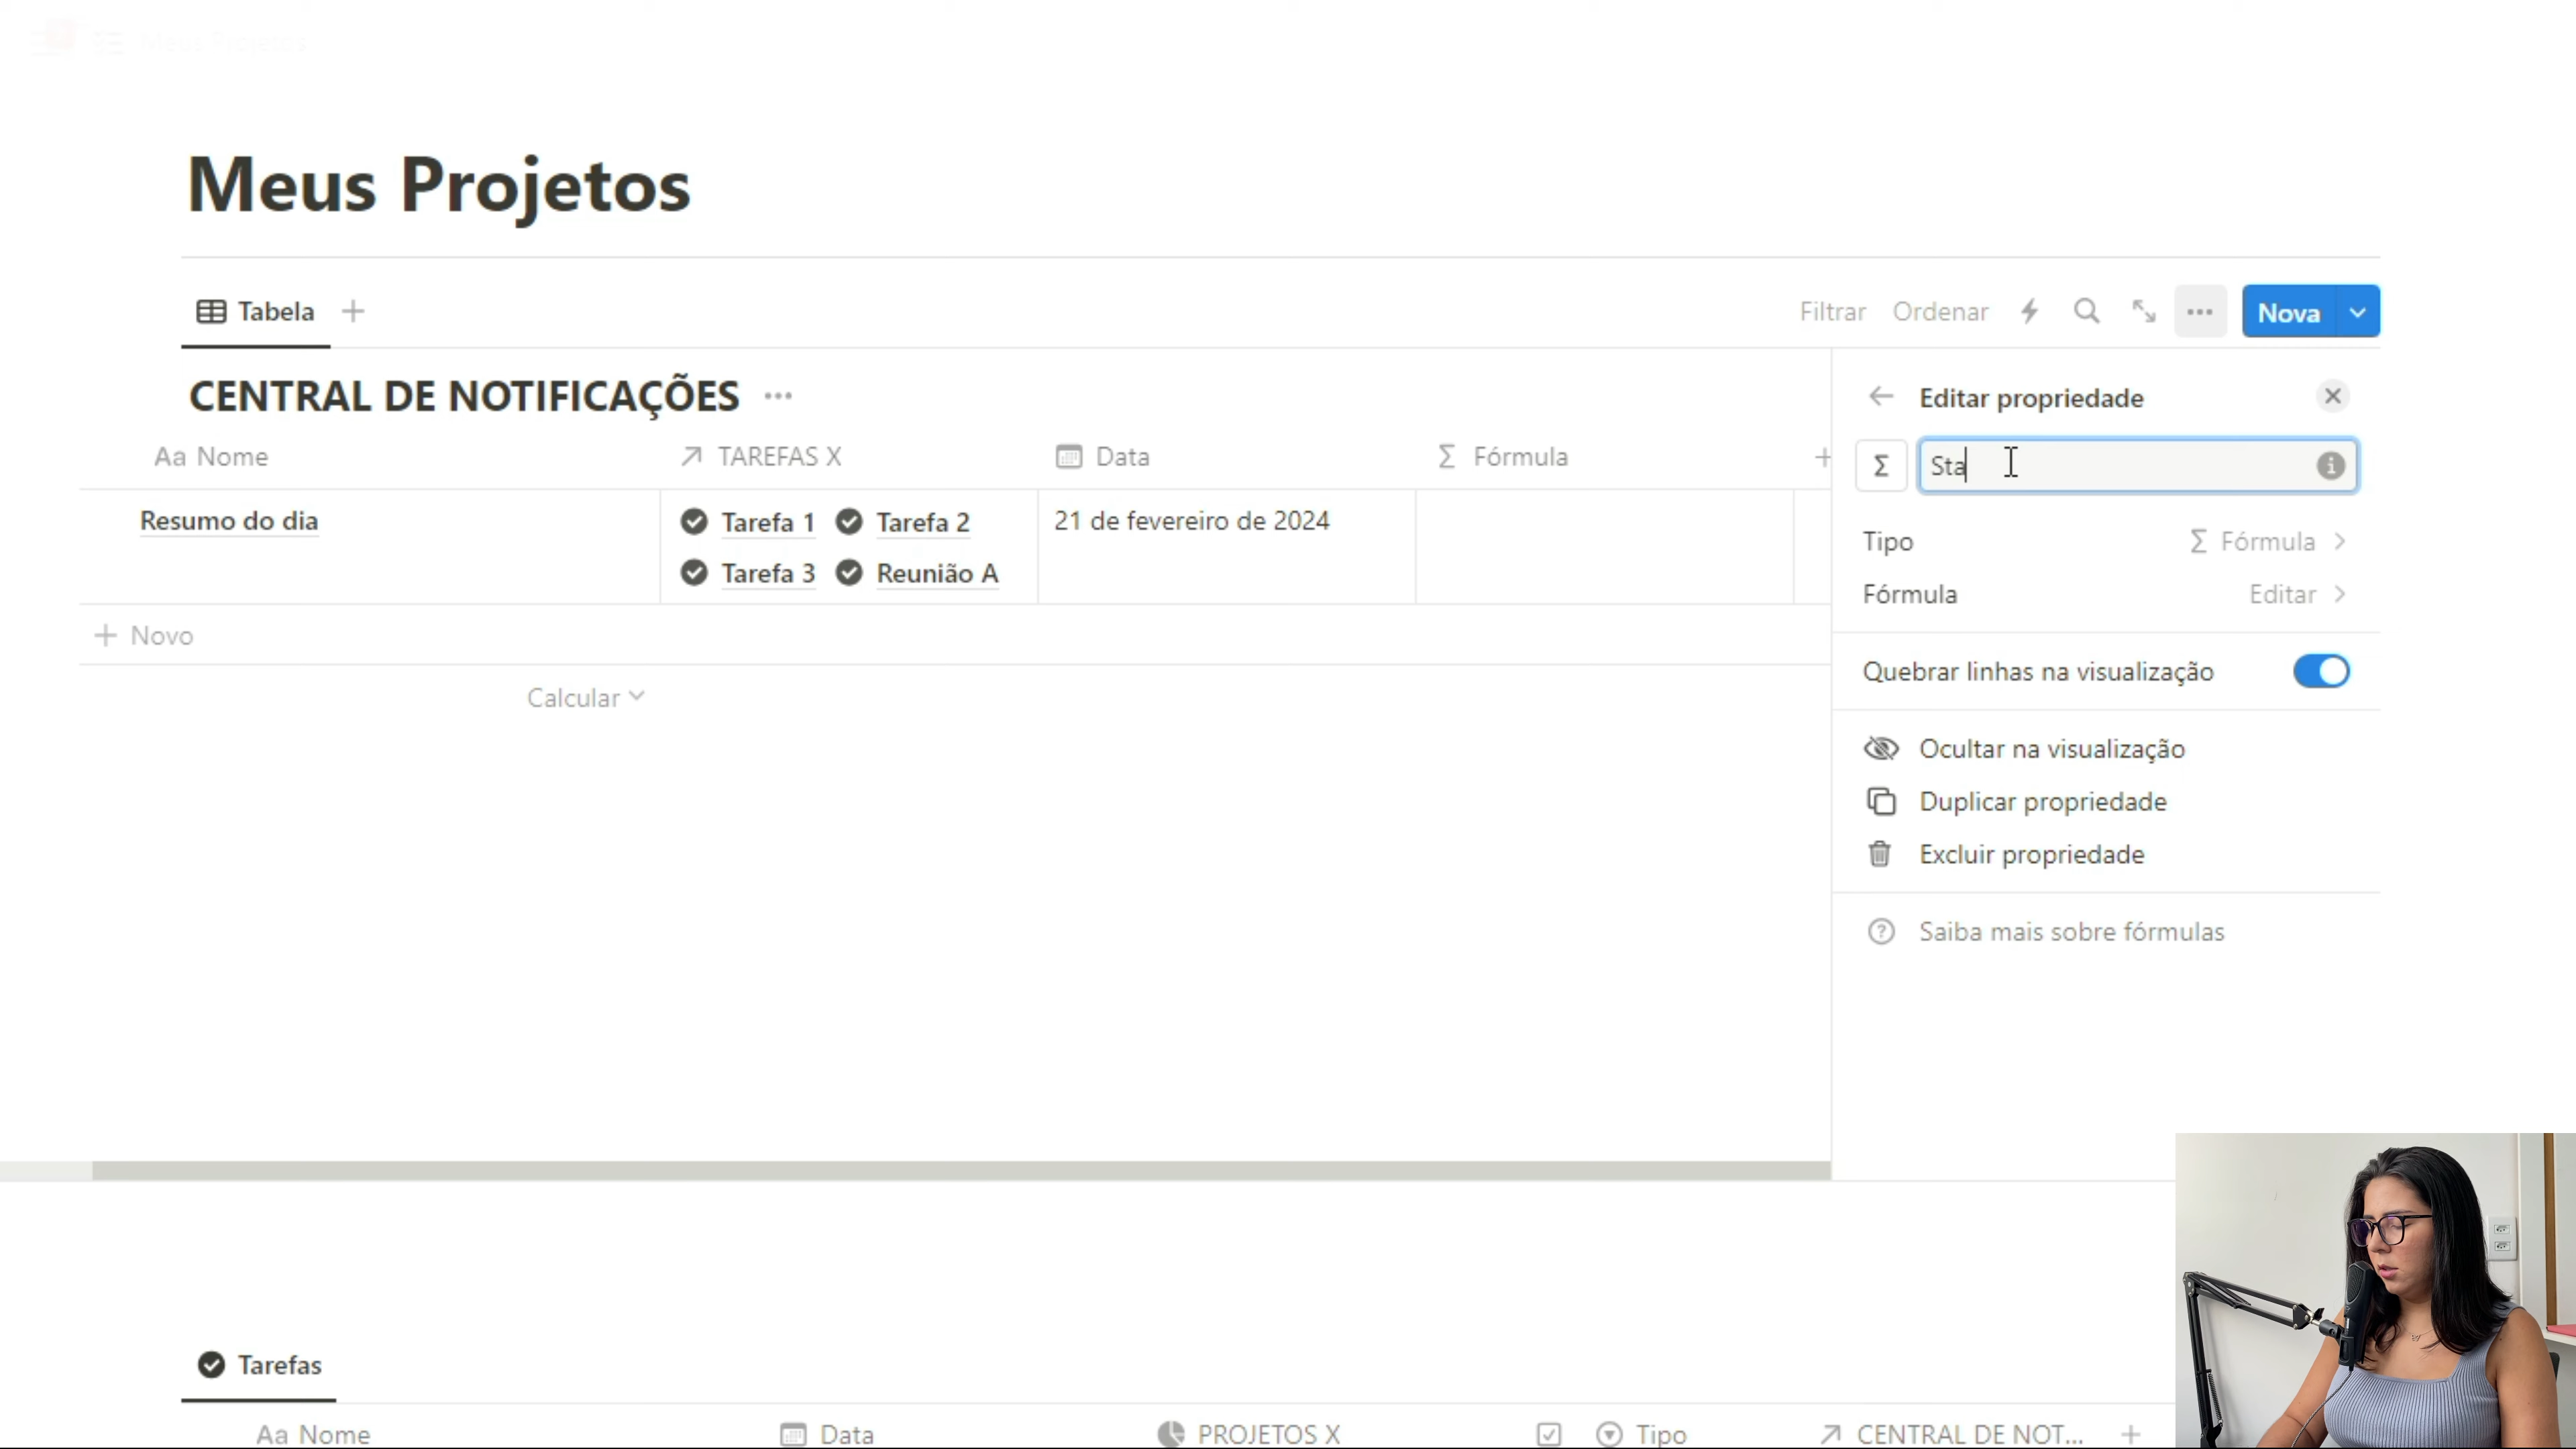 Meus Projetos
Tabela
Filtrar Ordenar Nova
CENTRAL DE NOTIFICAÇÕES
Editar propriedade
Aa Nome TAREFAS X Data Σ Fórmula
Σ Sta
Resumo do dia Tarefa 1 Tarefa 2 21 de fevereiro de 2024
Tarefa 3 Reunião A
Tipo Σ Fórmula
Fórmula Editar
+ Novo
Quebrar linhas na visualização
Calcular
Ocultar na visualização
Duplicar propriedade
Excluir propriedade
Saiba mais sobre fórmulas
Tarefas
Aa Nome Data PROJETOS X Tipo CENTRAL DE NOT...